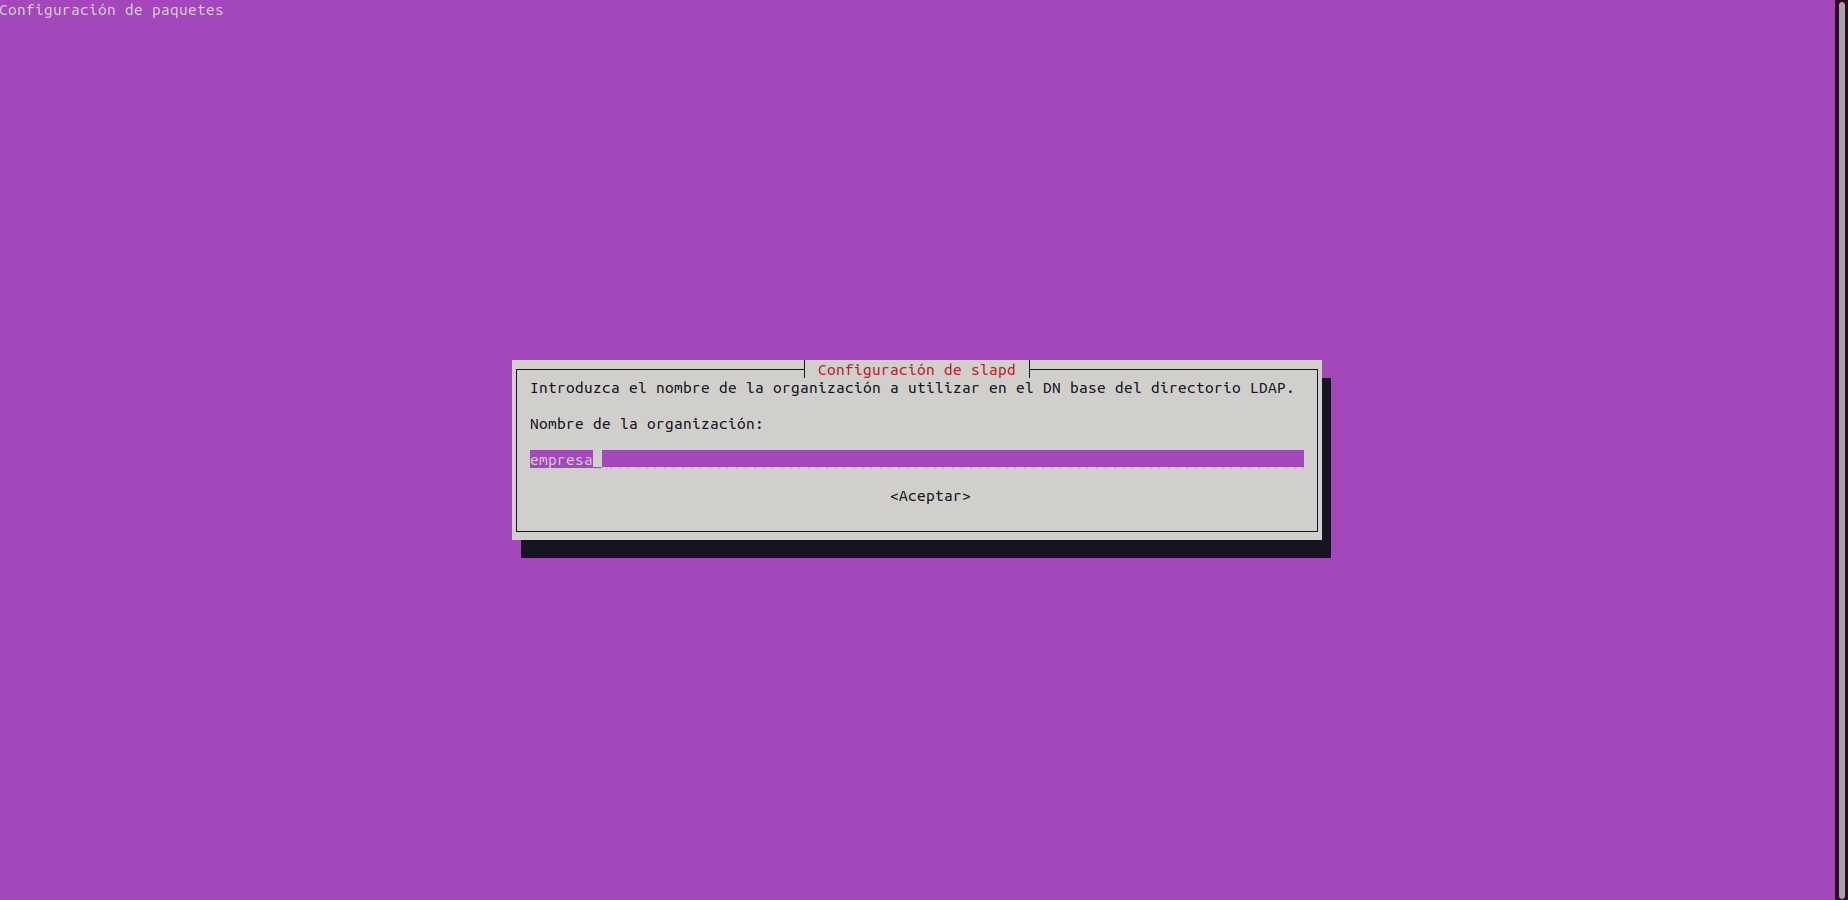 Configuración de paquetes
Configuración de slapd
Introduzca el nombre de la organización a utilizar en el DN base del directorio LDAP.
Nombre de la organización:
empresa
<Aceptar>